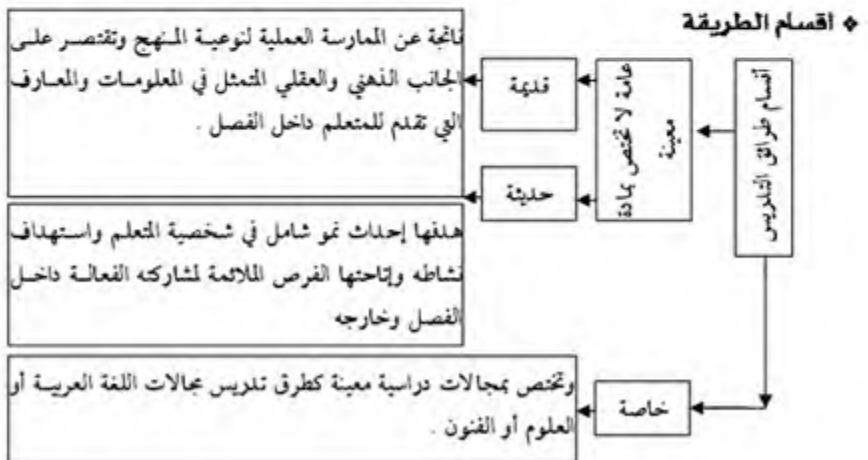 ❖ أقسام الطريقة
أقسام طرائق التدريس
عامة لا تختص بمادة
معينة
قديمة
ناتجة عن الممارسة العملية لنوعية المنهج وتقتصر على
الجانب الذهني والعقلي المتمثل في المعلومات والمعارف
التي تقدم للمتعلم داخل الفصل .
حديثة
هدفها إحداث نمو شامل في شخصية المتعلم واستهداف
نشاطه وإتاحتها الفرص الملائمة لمشاركته الفعالة داخل
الفصل وخارجه
خاصة
وتختص بمجالات دراسية معينة كطرق تدريس مجالات اللغة العربية أو
العلوم أو الفنون .